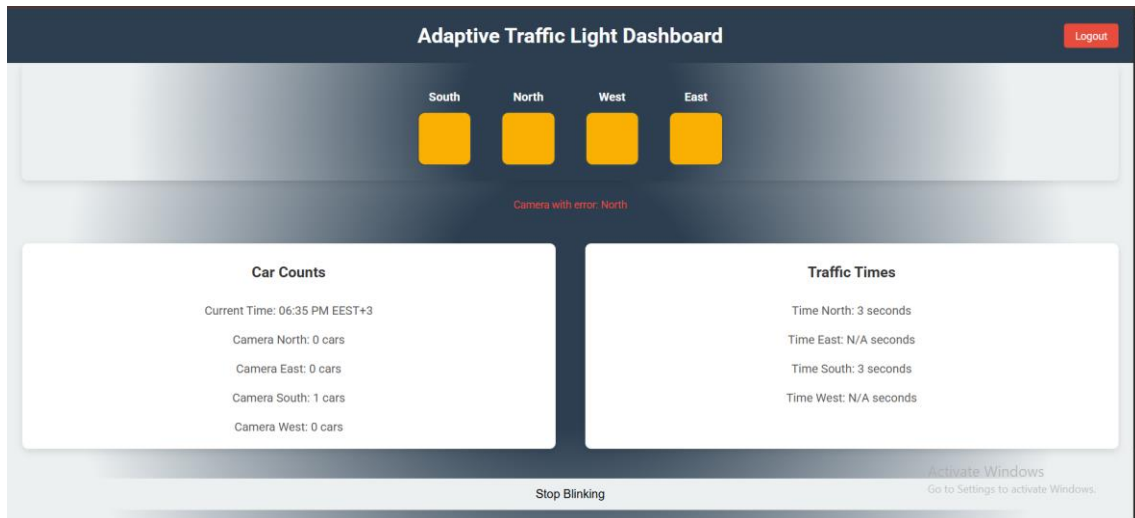 Adaptive Traffic Light Dashboard
Logout
South North West East
Camera with error: North
Car Counts
Current Time: 06:35 PM EEST+3
Camera North: 0 cars
Camera East: 0 cars
Camera South: 1 cars
Camera West: 0 cars
Traffic Times
Time North: 3 seconds
Time East: N/A seconds
Time South: 3 seconds
Time West: N/A seconds
Activate Windows
Go to Settings to activate Windows.
Stop Blinking